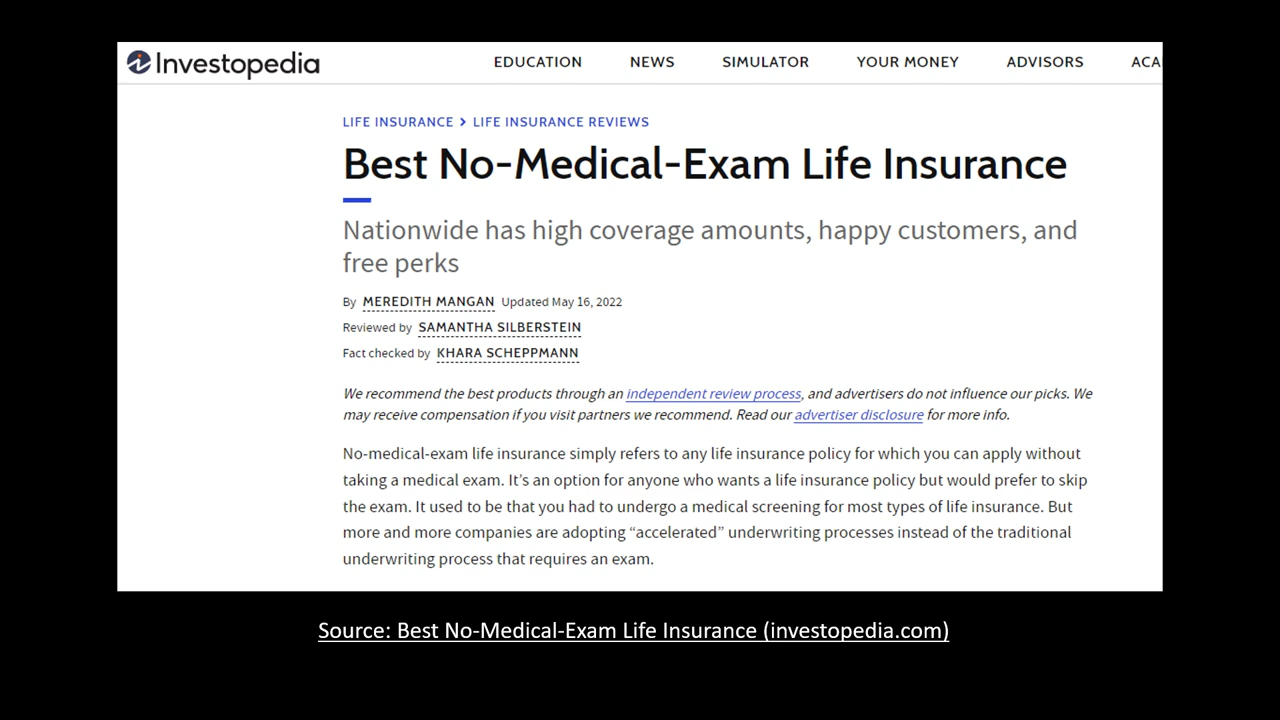 Investopedia
EDUCATION NEWS SIMULATOR YOUR MONEY ADVISORS ACA
LIFE INSURANCE > LIFE INSURANCE REVIEWS
Best No-Medical-Exam Life Insurance
Nationwide has high coverage amounts, happy customers, and
free perks
By MEREDITH MANGAN Updated May 16, 2022
Reviewed by SAMANTHA SILBERSTEIN
Fact checked by KHARA SCHEPPMANN
We recommend the best products through an independent review process, and advertisers do not influence our picks. We
may receive compensation if you visit partners we recommend. Read our advertiser disclosure for more info.
No-medical-exam life insurance simply refers to any life insurance policy for which you can apply without
taking a medical exam. It’s an option for anyone who wants a life insurance policy but would prefer to skip
the exam. It used to be that you had to undergo a medical screening for most types of life insurance. But
more and more companies are adopting “accelerated” underwriting processes instead of the traditional
underwriting process that requires an exam.
Source: Best No-Medical-Exam Life Insurance (investopedia.com)